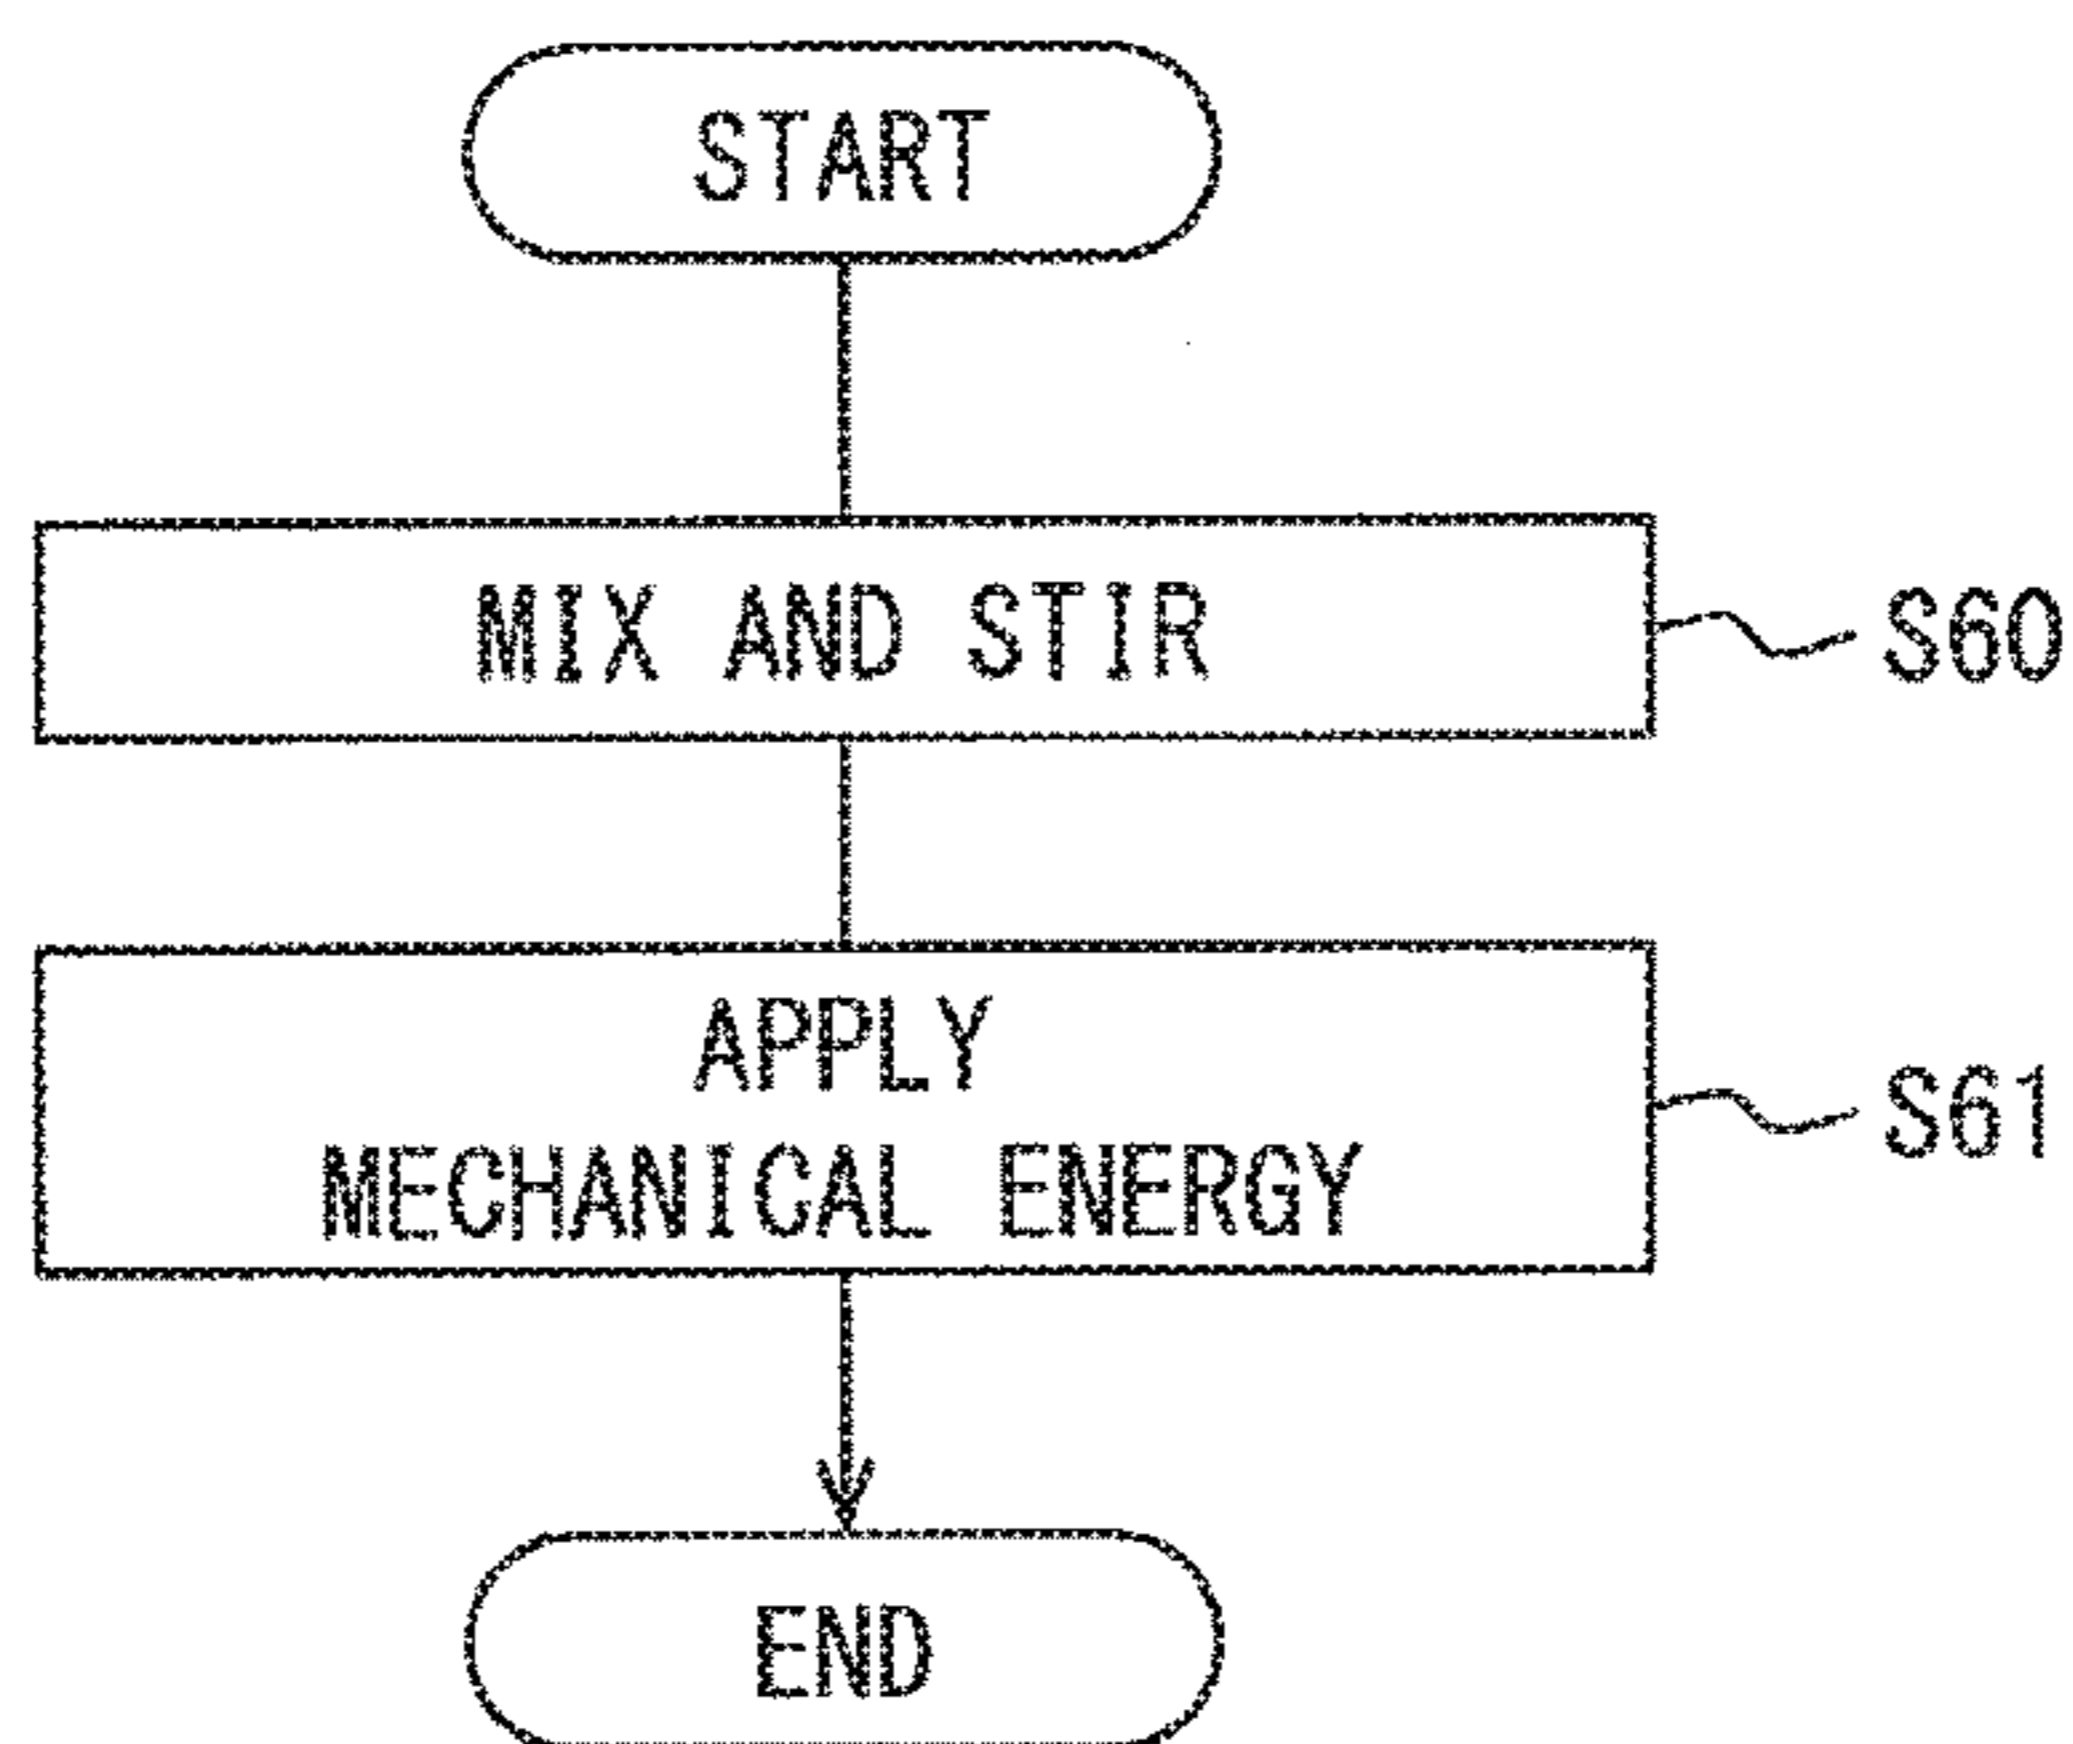 START
MIX AND STIR
S60
APPLY
MECHANICAL ENERGY
S61
END